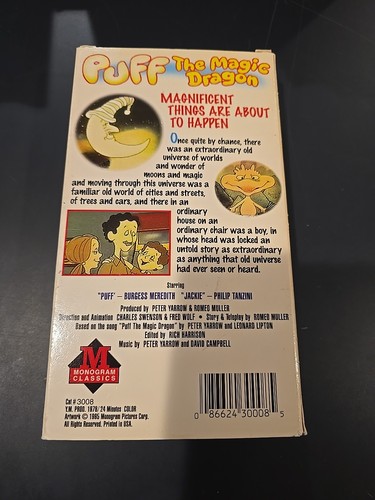 PUFF The Magic
Dragon
MAGNIFICENT
THINGS ARE ABOUT
TO HAPPEN
Once quite by chance, there
was an extraordinary old
universe of worlds
and wonder of
moons and magic
and moving through this universe was a
familiar old world of cities and streets,
of trees and cars, and there in an
ordinary
house on an
ordinary chair was a boy, in
whose head was locked an
untold story as extraordinary
as anything that old universe
had ever seen or heard.
Starring
"PUFF" – BURGESS MEREDITH "JACKIE" – PHILIP TANZINI
Produced by PETER YARROW & ROMEO MULLER
Direction and Animation CHARLES SWENSON & FRED WOLF • Story & Teleplay by ROMEO MULLER
Based on the song "Puff The Magic Dragon" by PETER YARROW and LEONARD LIPTON
Edited by RICH HARRISON
Music by PETER YARROW and DAVID CAMPBELL
M
MONOGRAM
CLASSICS
Cat # 3008
Y.M. PROD. 1978/24 Minutes COLOR
Artwork © 1995 Monogram Pictures Corp.
All Rights Reserved. Printed in USA.
0 86624 30008 5